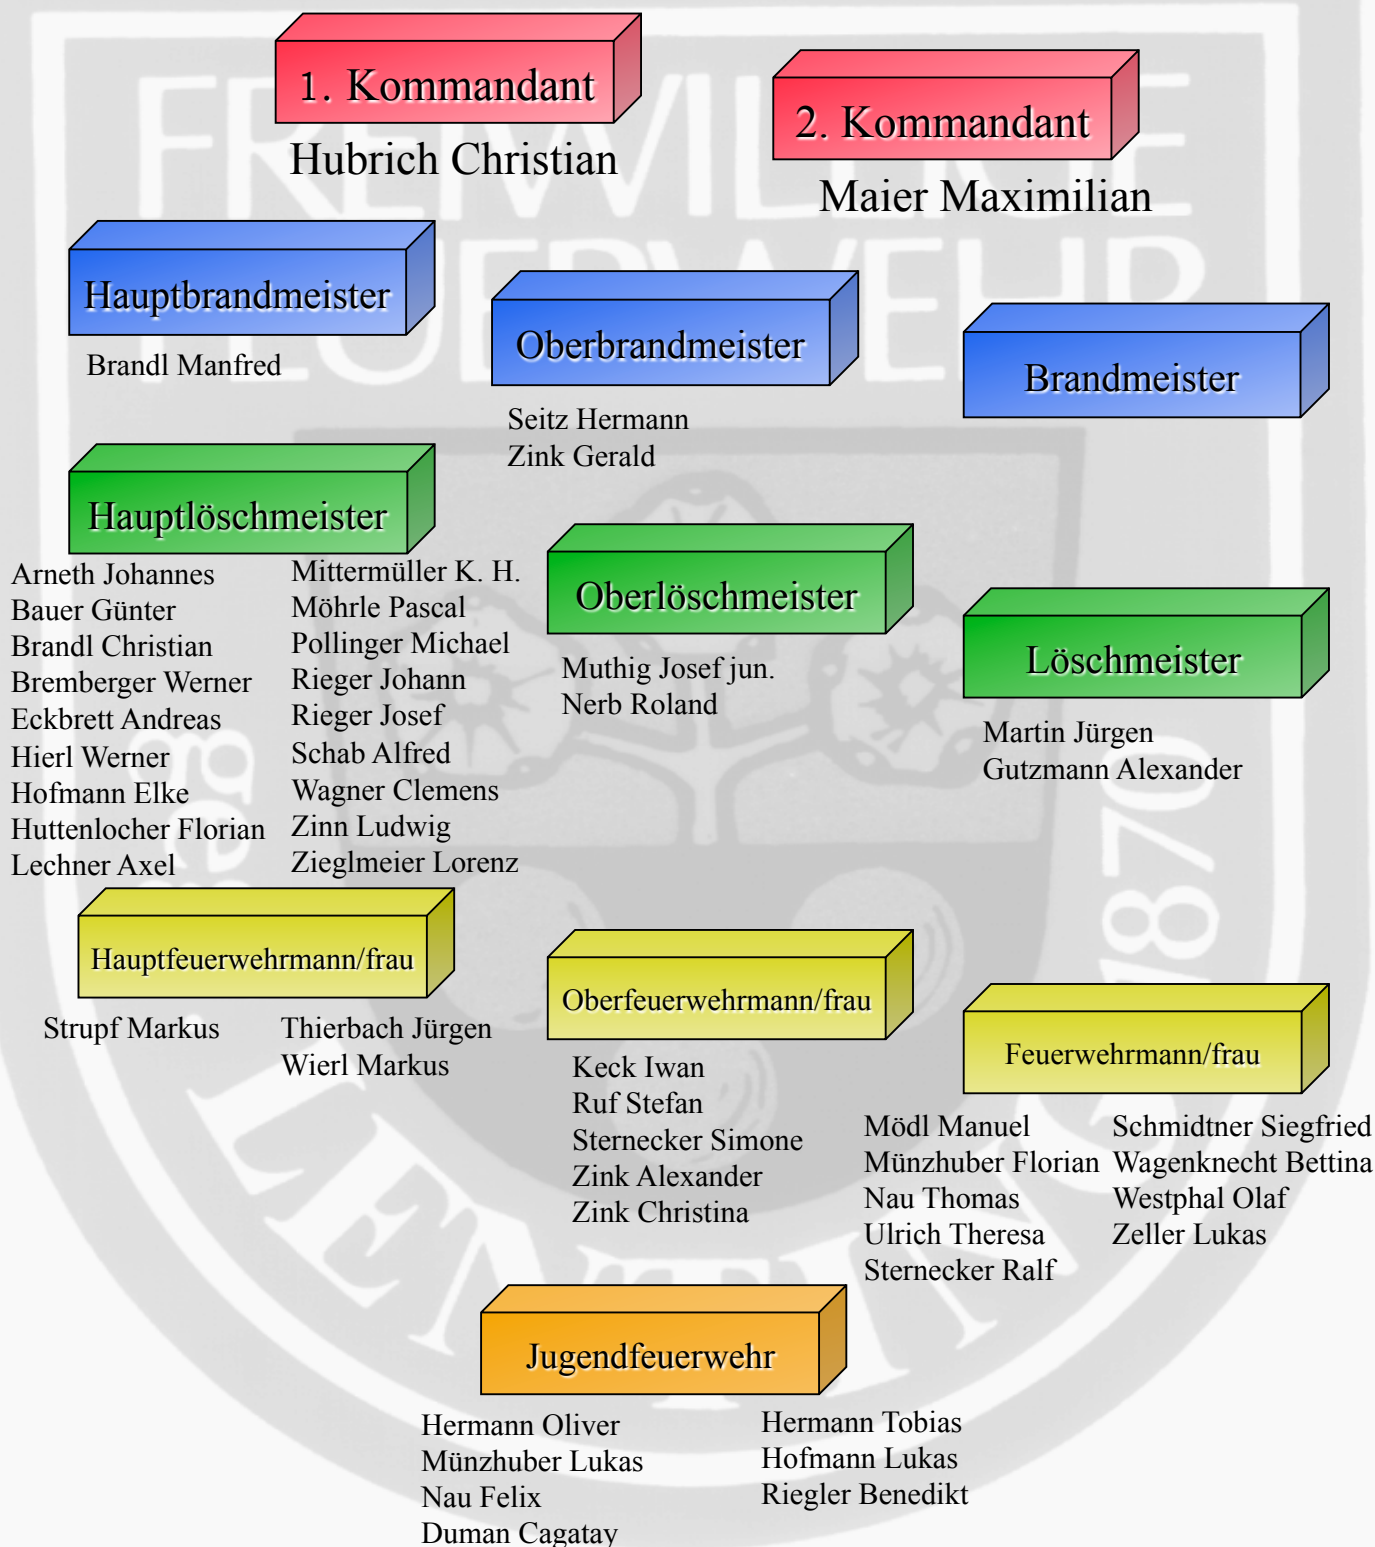 FREIWILLIGE
FEUERWEHR
1. Kommandant
Hubrich Christian
2. Kommandant
Maier Maximilian
Hauptbrandmeister
Brandl Manfred
Oberbrandmeister
Seitz Hermann
Zink Gerald
Brandmeister
Hauptlöschmeister
Arneth Johannes
Bauer Günter
Brandl Christian
Bremberger Werner
Eckbrett Andreas
Hierl Werner
Hofmann Elke
Huttenlocher Florian
Lechner Axel
Mittermüller K. H.
Möhrle Pascal
Pollinger Michael
Rieger Johann
Rieger Josef
Schab Alfred
Wagner Clemens
Zinn Ludwig
Zieglmeier Lorenz
Oberlöschmeister
Muthig Josef jun.
Nerb Roland
Löschmeister
Martin Jürgen
Gutzmann Alexander
1870
Hauptfeuerwehrmann/frau
Strupf Markus
Thierbach Jürgen
Wierl Markus
Oberfeuerwehrmann/frau
Keck Iwan
Ruf Stefan
Sternecker Simone
Zink Alexander
Zink Christina
Feuerwehrmann/frau
Mödl Manuel
Münzhuber Florian
Nau Thomas
Ulrich Theresa
Sternecker Ralf
Schmidtner Siegfried
Wagenknecht Bettina
Westphal Olaf
Zeller Lukas
LENTING
Jugendfeuerwehr
Hermann Oliver
Münzhuber Lukas
Nau Felix
Duman Cagatay
Hermann Tobias
Hofmann Lukas
Riegler Benedikt